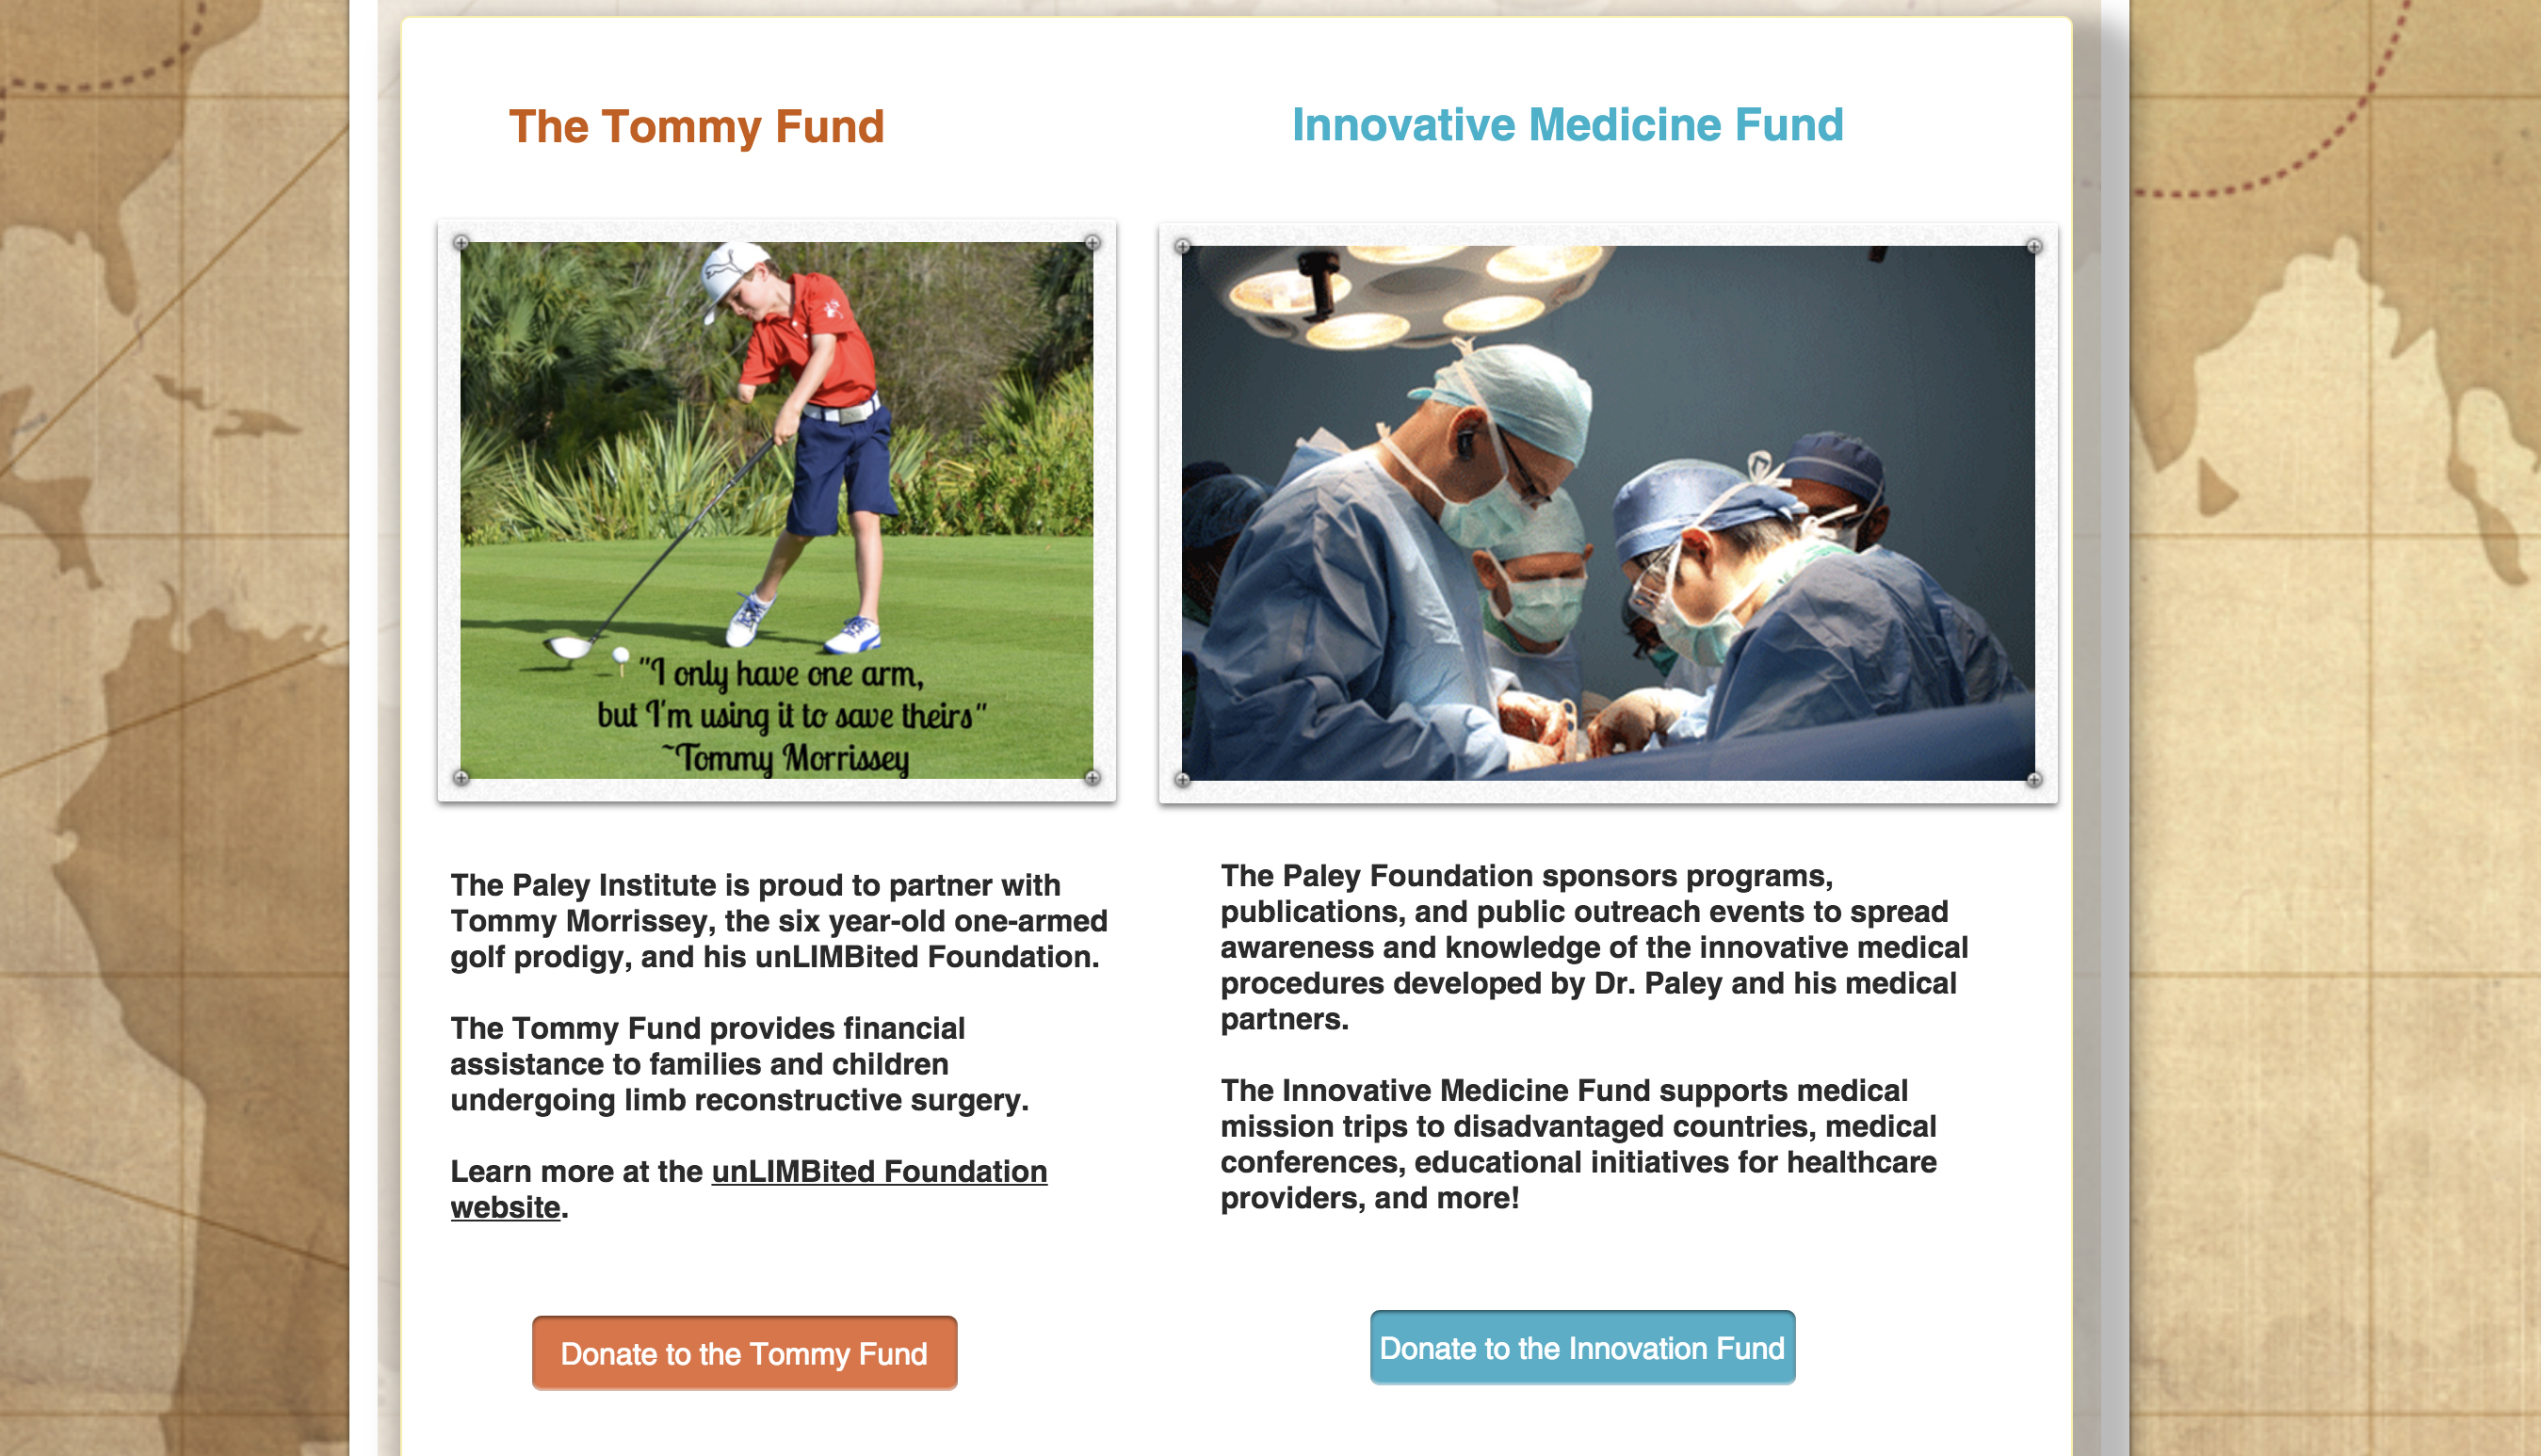 The Tommy Fund
"I only have one arm,
but I'm using it to save theirs"
~Tommy Morrissey
The Paley Institute is proud to partner with
Tommy Morrissey, the six year-old one-armed
golf prodigy, and his unLIMBited Foundation.
The Tommy Fund provides financial
assistance to families and children
undergoing limb reconstructive surgery.
Learn more at the unLIMBited Foundation
website.
Donate to the Tommy Fund
Innovative Medicine Fund
The Paley Foundation sponsors programs,
publications, and public outreach events to spread
awareness and knowledge of the innovative medical
procedures developed by Dr. Paley and his medical
partners.
The Innovative Medicine Fund supports medical
mission trips to disadvantaged countries, medical
conferences, educational initiatives for healthcare
providers, and more!
Donate to the Innovation Fund